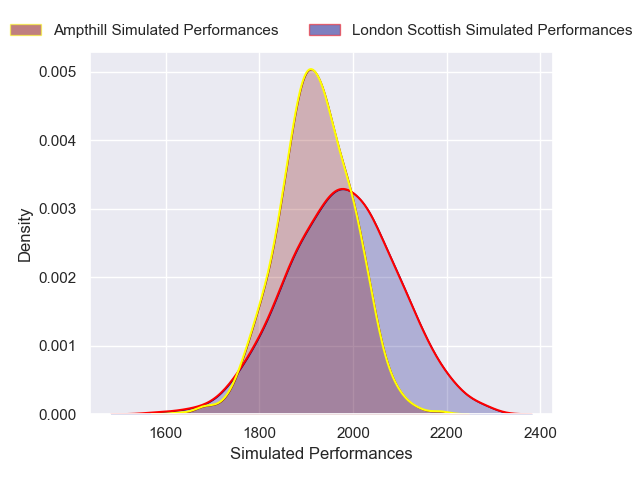 Ampthill Simulated Performances London Scottish Simulated Performances
0.005
0.004
0.003
0.002
0.001
0.000
Density
1600 1800 2000 2200 2400
Simulated Performances